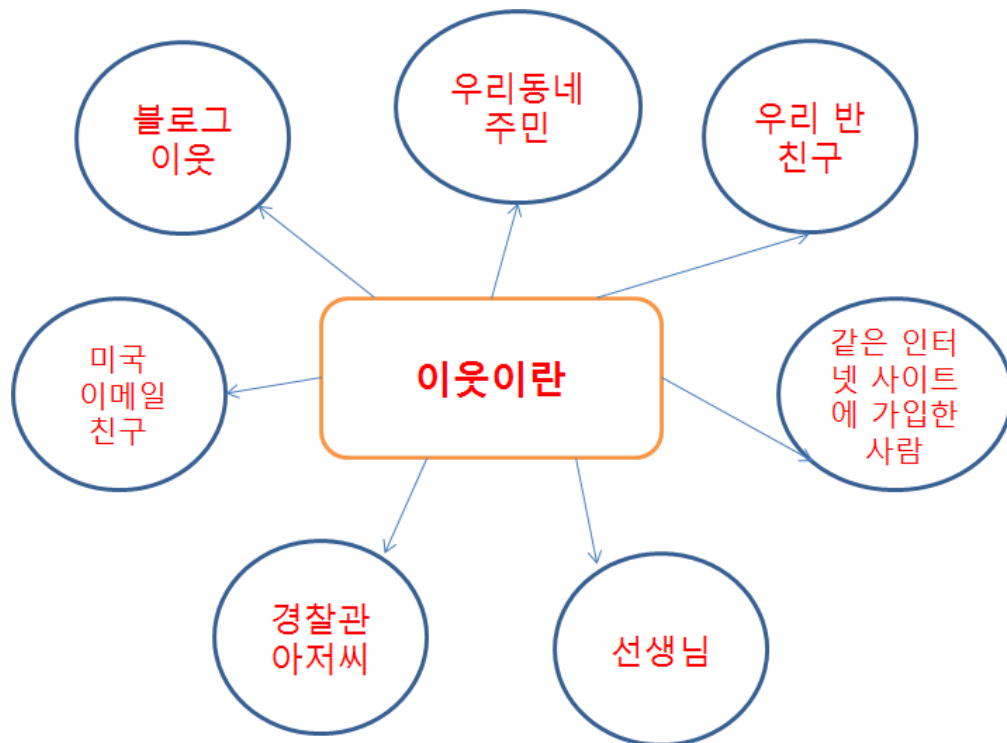 블로그
이웃
우리동네
주민
우리 반
친구
미국
이메일
친구
이웃이란
같은 인터
넷 사이트
에 가입한
사람
경찰관
아저씨
선생님